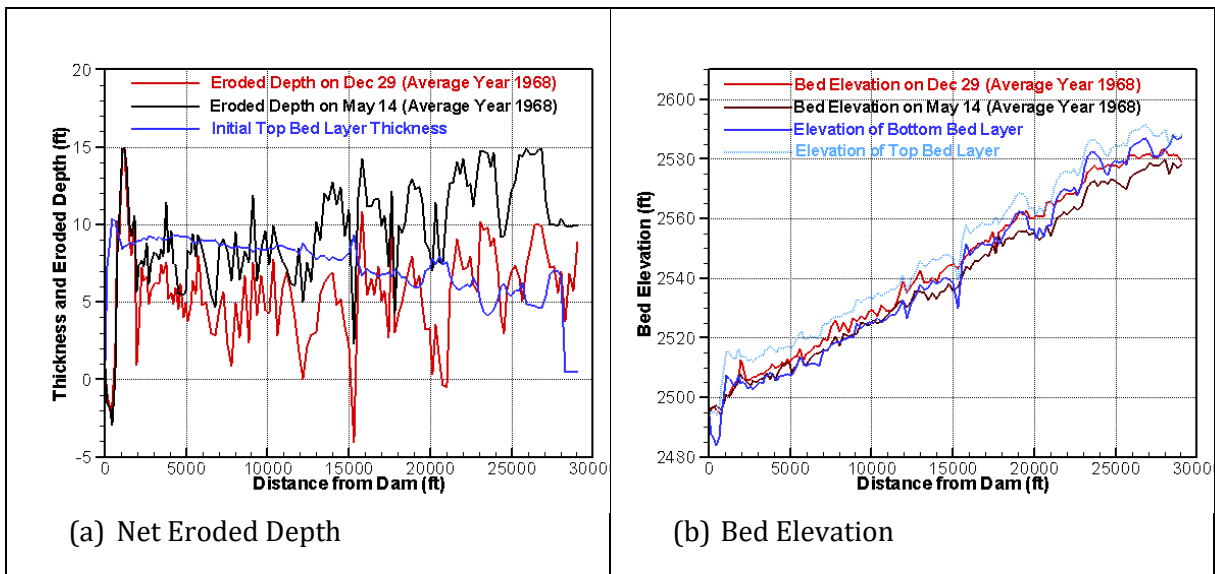 20
15
10
5
0
-5
Thickness and Eroded Depth (ft)
Eroded Depth on Dec 29 (Average Year 1968)
Eroded Depth on May 14 (Average Year 1968)
Initial Top Bed Layer Thickness
0 5000 10000 15000 20000 25000 3000
Distance from Dam (ft)
(a) Net Eroded Depth
2600
2580
2560
2540
2520
2500
2480
Bed Elevation (ft)
Bed Elevation on Dec 29 (Average Year 1968)
Bed Elevation on May 14 (Average Year 1968)
Elevation of Bottom Bed Layer
Elevation of Top Bed Layer
0 5000 10000 15000 20000 25000 30000
Distance from Dam (ft)
(b) Bed Elevation